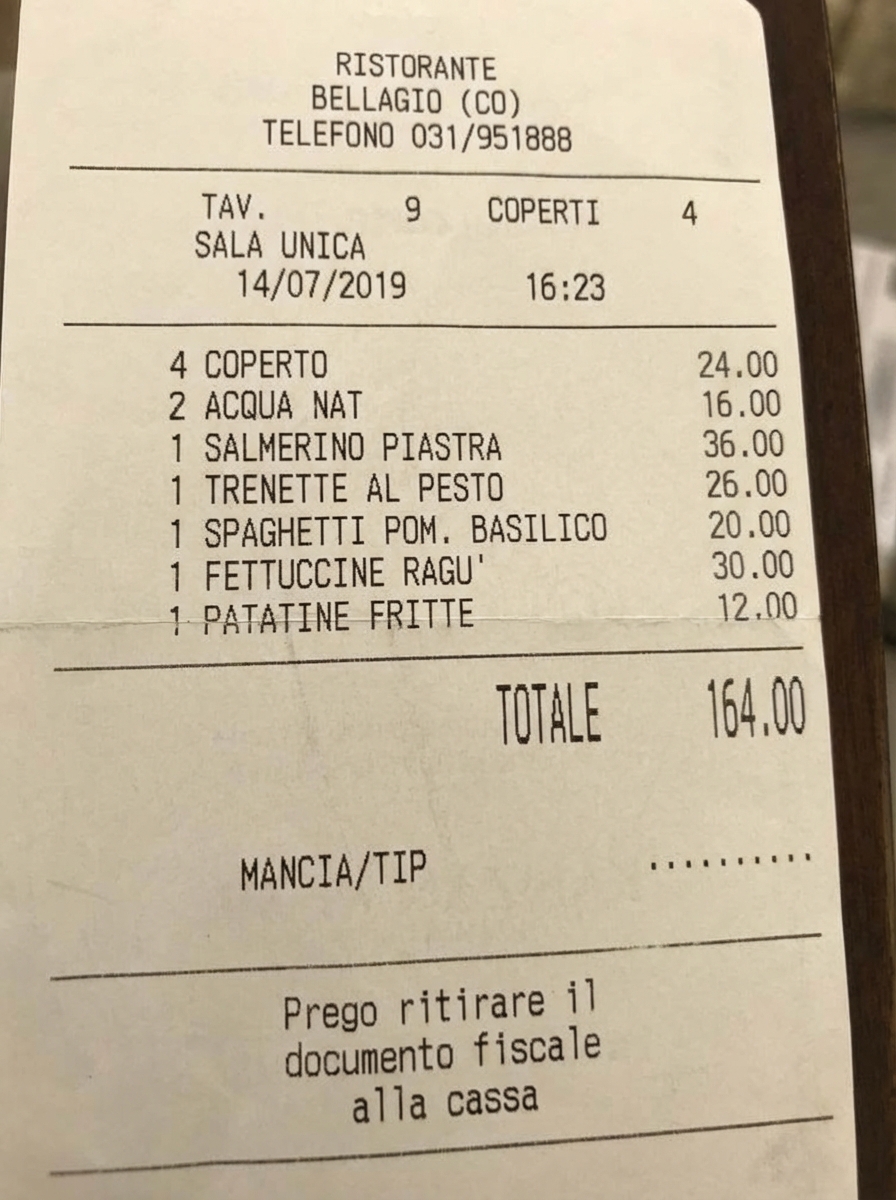 RISTORANTE
BELLAGIO (CO)
TELEFONO 031/951888
TAV. 9 COPERTI 4
SALA UNICA
14/07/2019 16:23
4 COPERTO 24.00
2 ACQUA NAT 16.00
1 SALMERINO PIASTRA 36.00
1 TRENETTE AL PESTO 26.00
1 SPAGHETTI POM. BASILICO 20.00
1 FETTUCCINE RAGU' 30.00
1 PATATINE FRITTE 12.00
TOTALE 164.00
MANCIA/TIP ..........
Prego ritirare il
documento fiscale
alla cassa